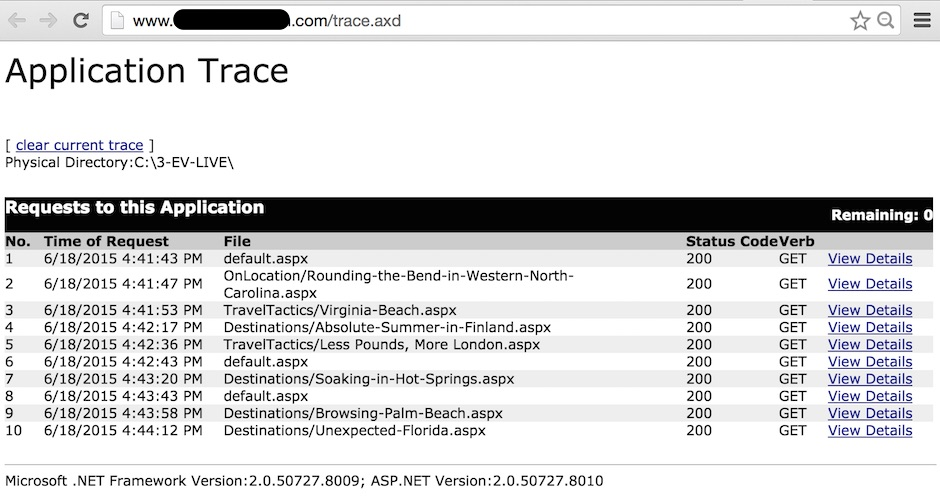 www. .com/trace.axd
Application Trace
[ clear current trace ]
Physical Directory:C:\3-EV-LIVE\
Requests to this Application
Remaining: 0
No. Time of Request File Status Code Verb
1 6/18/2015 4:41:43 PM default.aspx 200 GET View Details
2 6/18/2015 4:41:47 PM OnLocation/Rounding-the-Bend-in-Western-North-
Carolina.aspx 200 GET View Details
3 6/18/2015 4:41:53 PM TravelTactics/Virginia-Beach.aspx 200 GET View Details
4 6/18/2015 4:42:17 PM Destinations/Absolute-Summer-in-Finland.aspx 200 GET View Details
5 6/18/2015 4:42:36 PM TravelTactics/Less Pounds, More London.aspx 200 GET View Details
6 6/18/2015 4:42:43 PM default.aspx 200 GET View Details
7 6/18/2015 4:43:20 PM Destinations/Soaking-in-Hot-Springs.aspx 200 GET View Details
8 6/18/2015 4:43:43 PM default.aspx 200 GET View Details
9 6/18/2015 4:43:58 PM Destinations/Browsing-Palm-Beach.aspx 200 GET View Details
10 6/18/2015 4:44:12 PM Destinations/Unexpected-Florida.aspx 200 GET View Details
Microsoft .NET Framework Version:2.0.50727.8009; ASP.NET Version:2.0.50727.8010